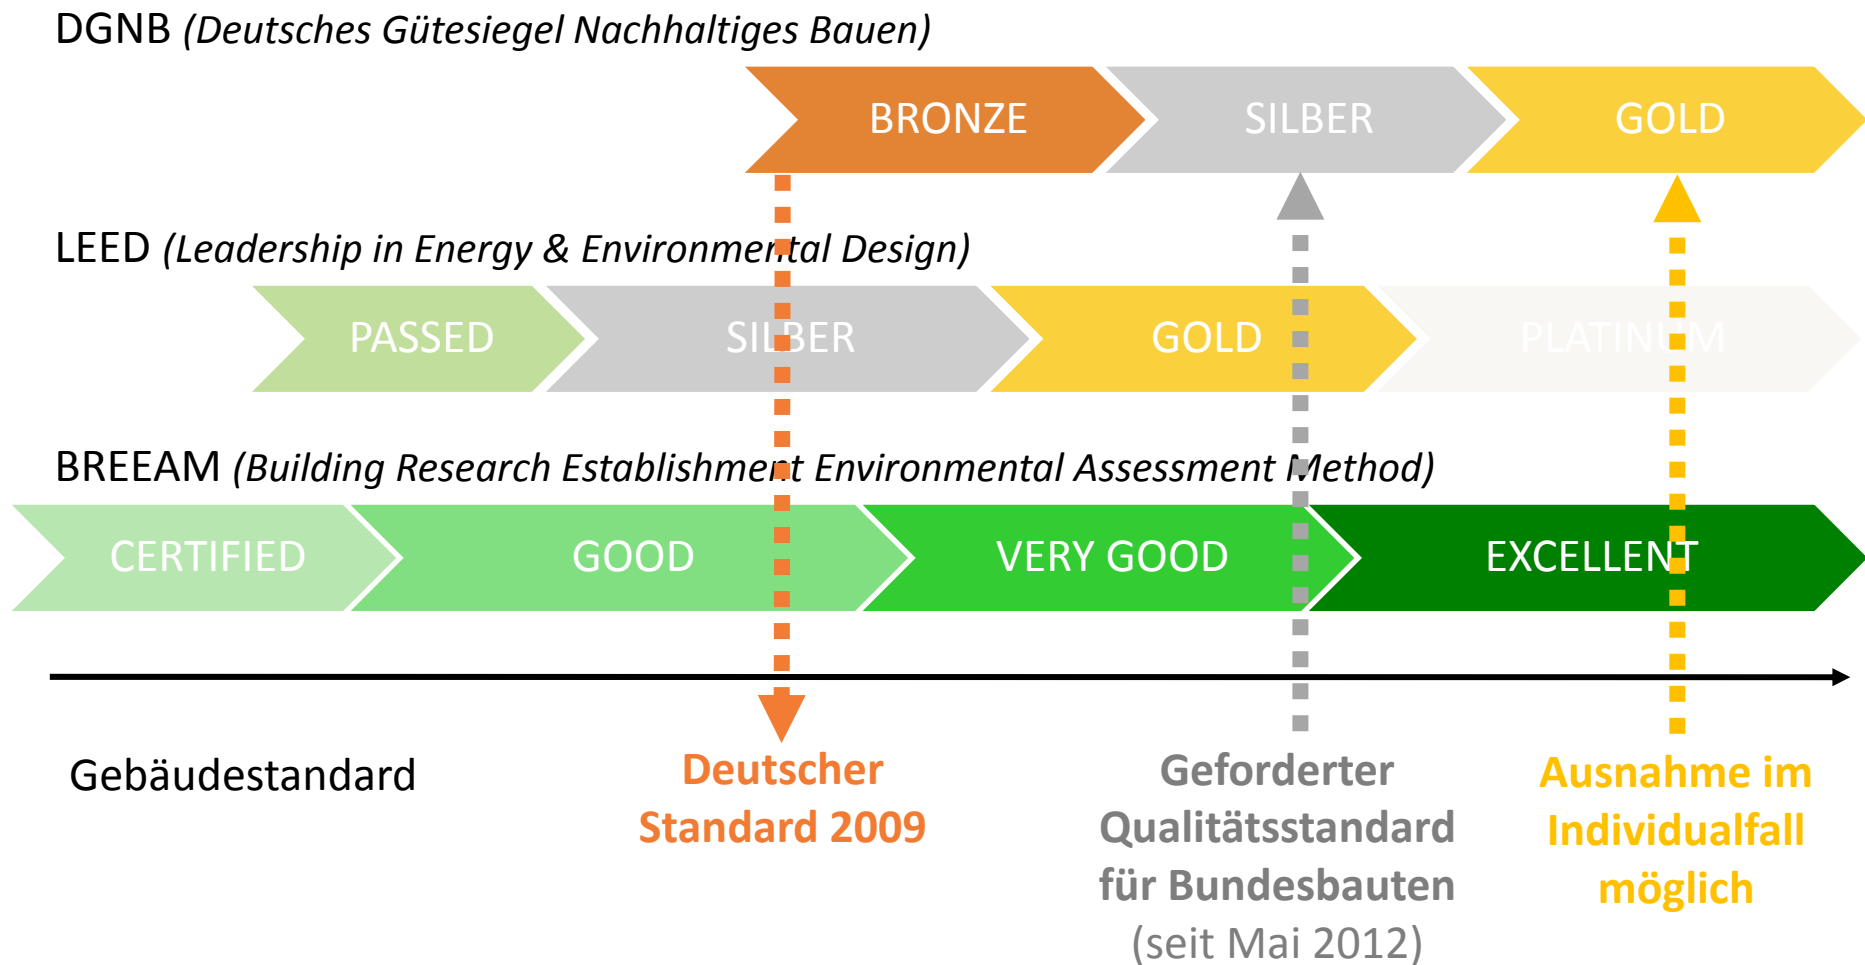 DGNB (Deutsches Gütesiegel Nachhaltiges Bauen)
BRONZE
SILBER
GOLD
LEED (Leadership in Energy & Environmental Design)
PASSED
SILBER
GOLD
PLATINUM
BREEAM (Building Research Establishment Environmental Assessment Method)
CERTIFIED
GOOD
VERY GOOD
EXCELLENT
Gebäudestandard
Deutscher
Standard 2009
Geforderter
Qualitätsstandard
für Bundesbauten
(seit Mai 2012)
Ausnahme im
Individualfall
möglich